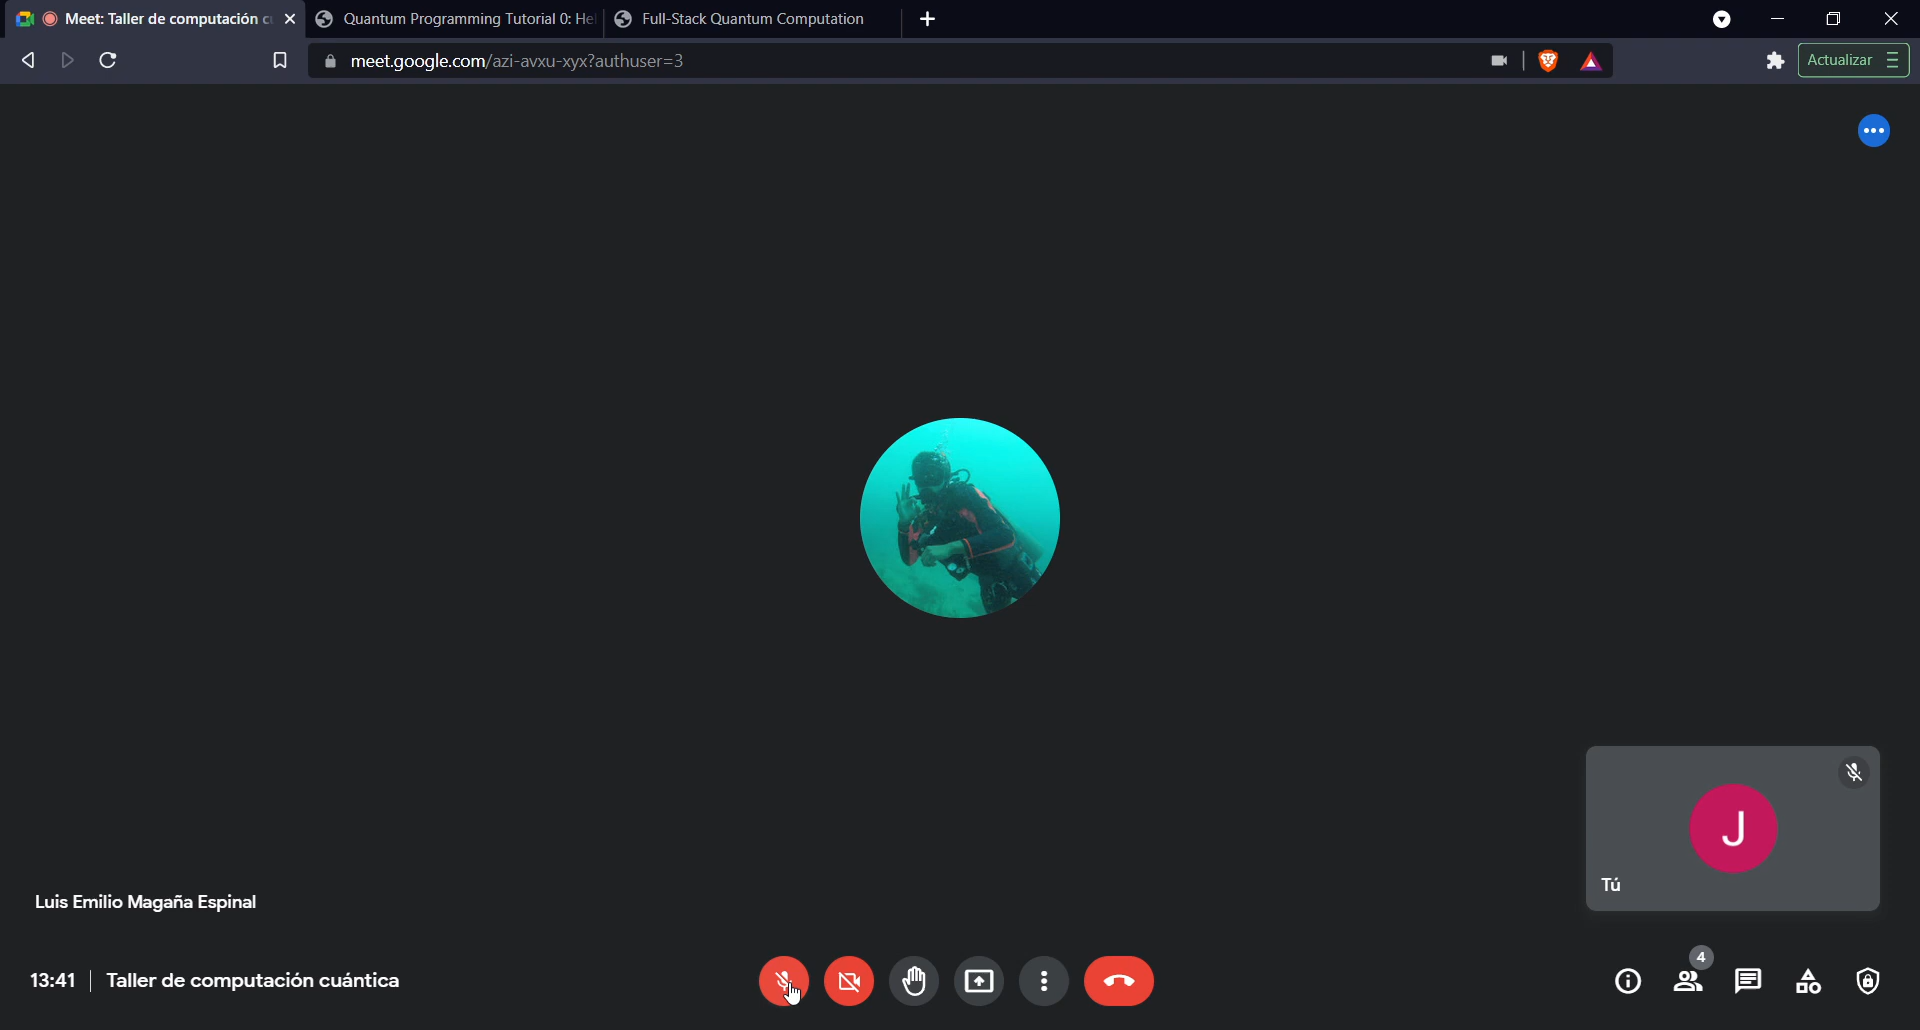 Meet: Taller de computación
Quantum Programming Tutorial 0:
Full-Stack Quantum Computation
meet.google.com/azi-avxu-xyx?authuser=3
Actualizar
J
Tú
Luis Emilio Magaña Espinal
13:41
Taller de computación cuántica
4